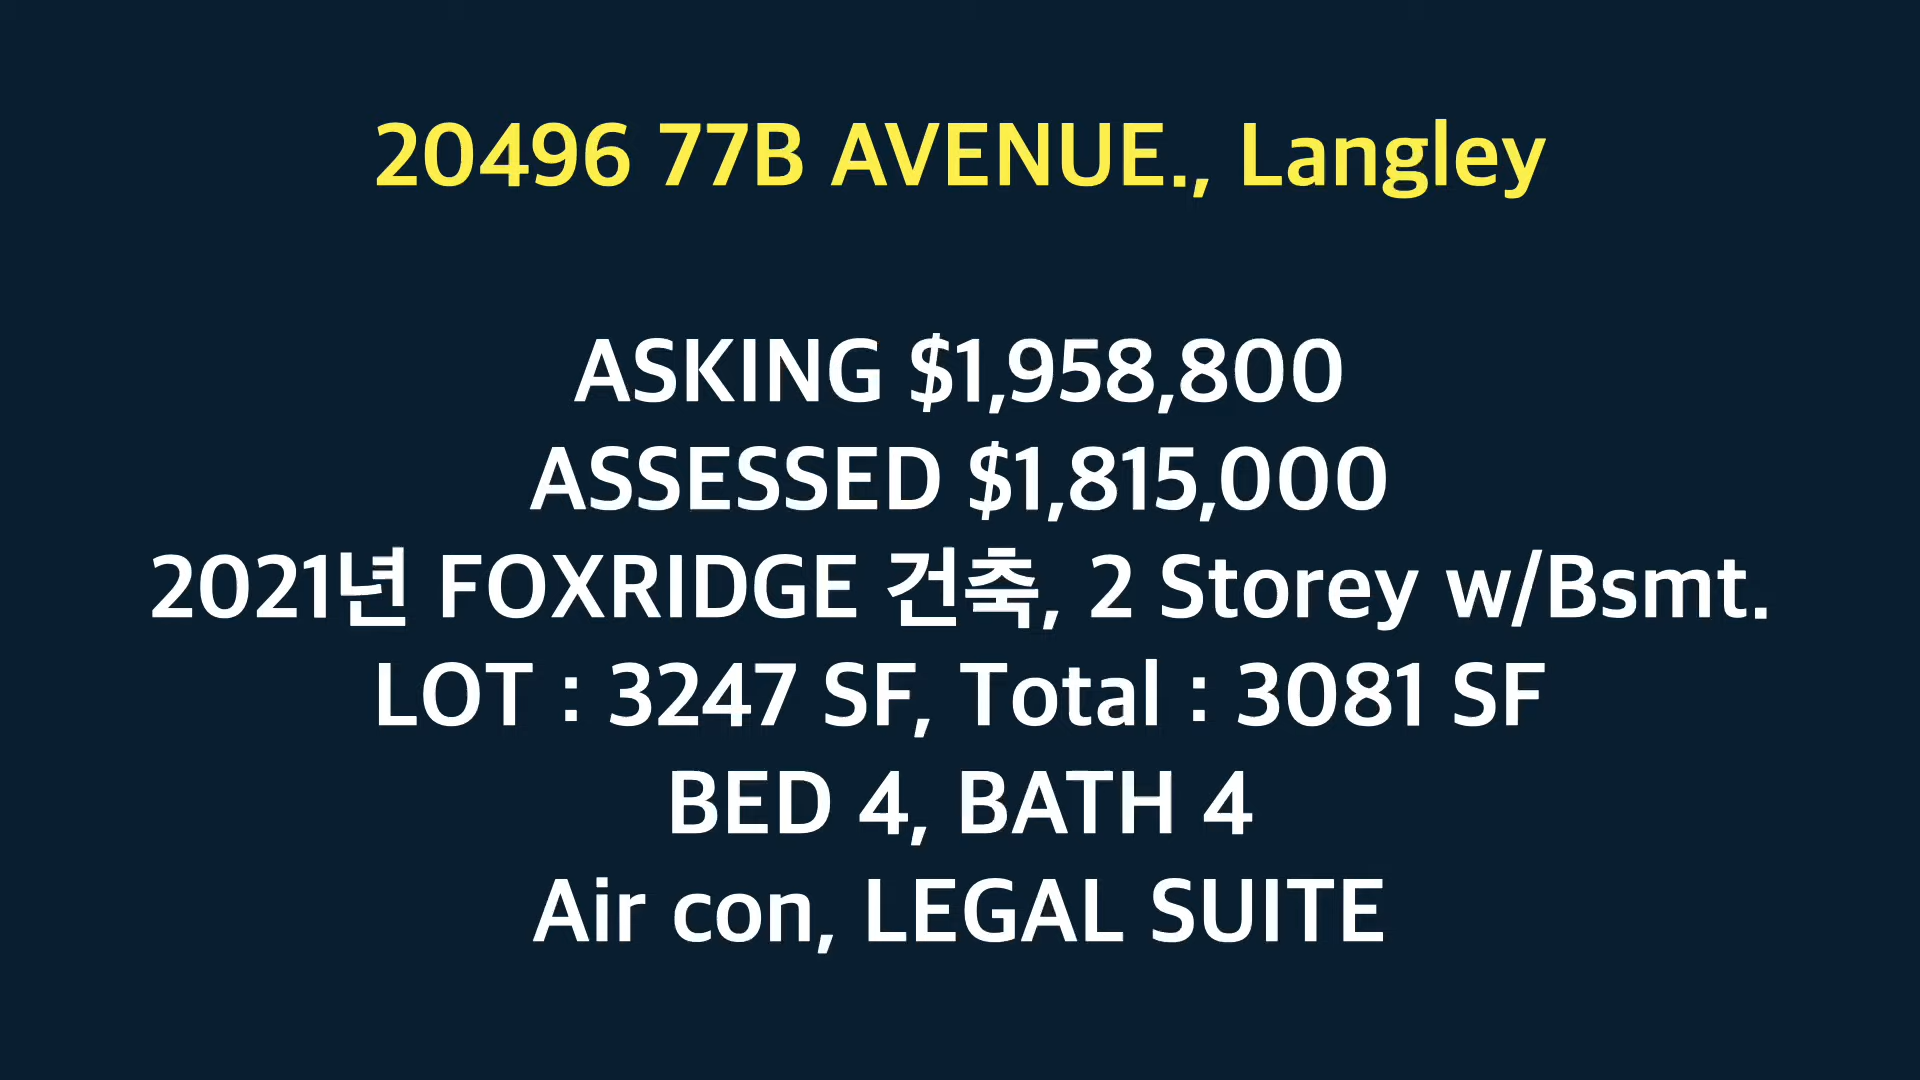 20496 77B AVENUE., Langley
ASKING $1,958,800
ASSESSED $1,815,000
2021년 FOXRIDGE 건축, 2 Storey w/Bsmt.
LOT : 3247 SF, Total : 3081 SF
BED 4, BATH 4
Air con, LEGAL SUITE